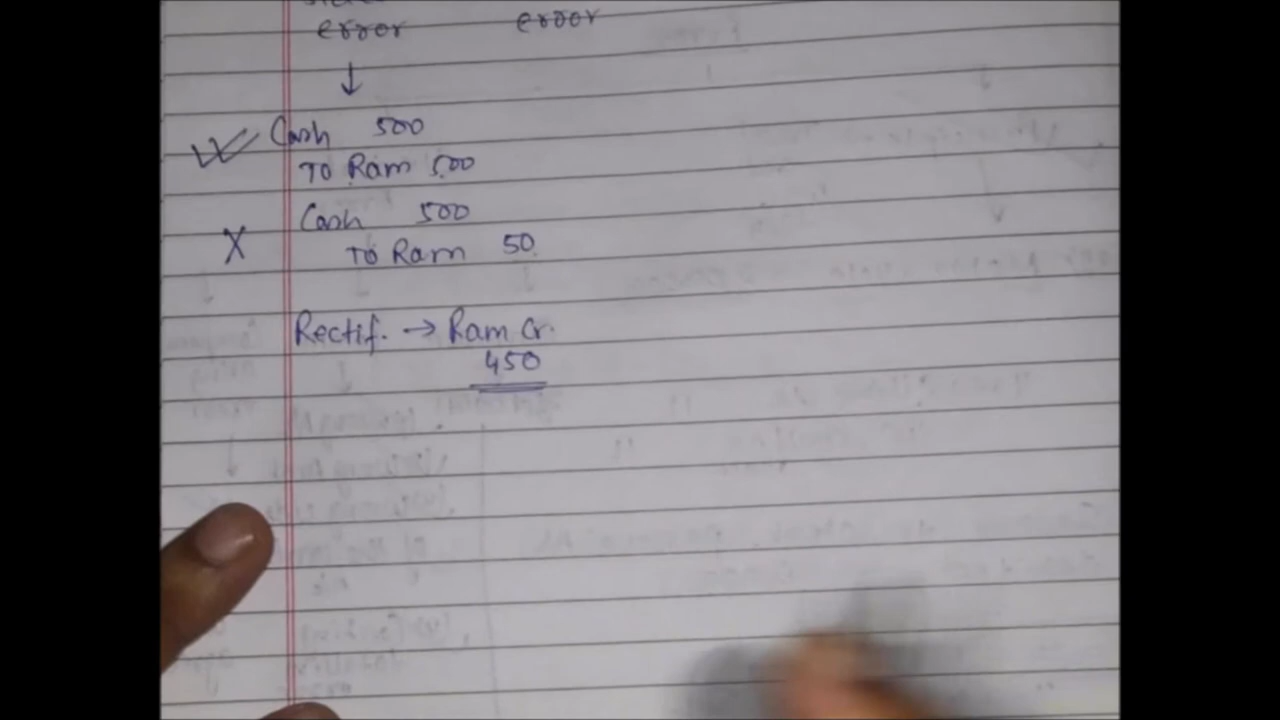 error error
↓
Cash 500
To Ram 500
X Cash 500
To Ram 50
Rectif. → Ram Cr.
450